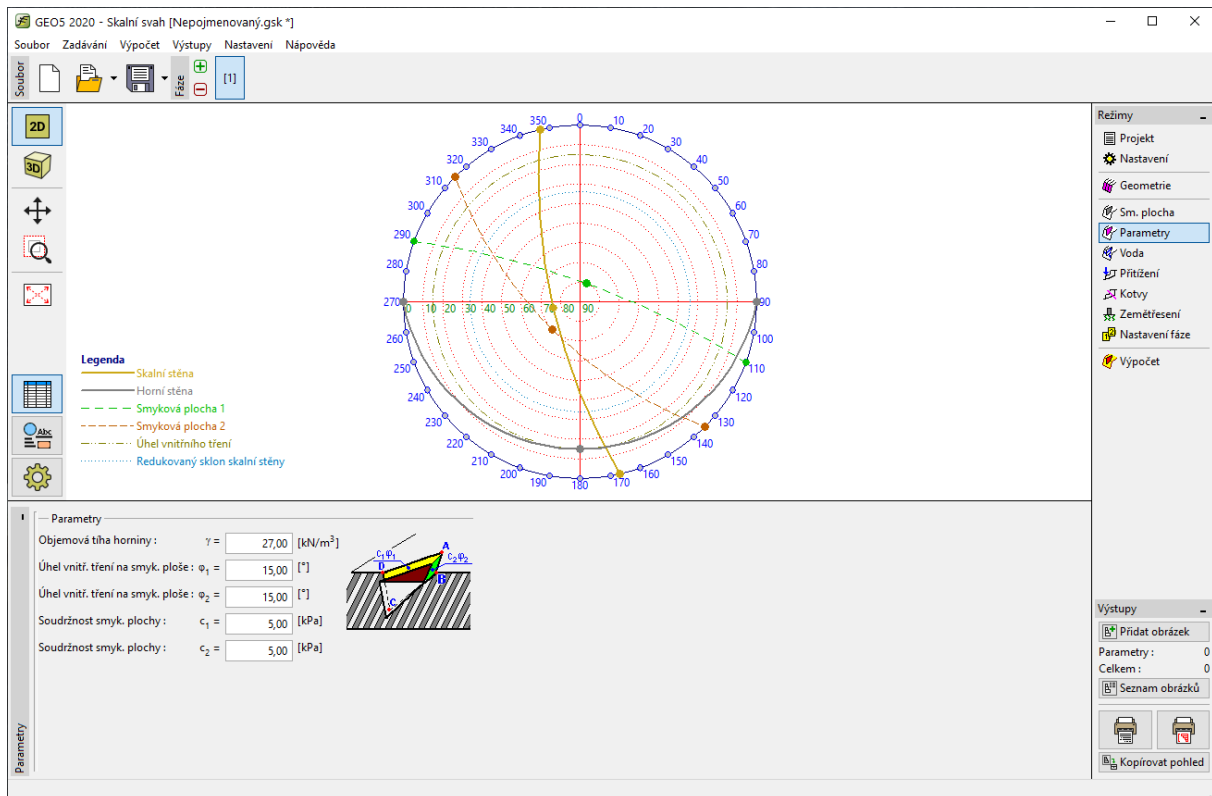 GEO5 2020 - Skalní svah [Nepojmenovaný.gsk *]
Soubor Zadávání Výpočet Výstupy Nastavení Nápověda
Soubor
Fáze
[1]
2D
3D
Abc
0
350 10
340 20
330 30
320 40
310 50
300 60
290 70
280 80
270 0 10 20 30 40 50 60 70 80 90 90
260 100
250 110
240 120
230 130
220 140
210 150
200 160
190 170
180
Legenda
Skalní stěna
Horní stěna
Smyková plocha 1
Smyková plocha 2
Úhel vnitřního tření
Redukovaný sklon skalní stěny
Režimy
Projekt
Nastavení
Geometrie
Sm. plocha
Parametry
Voda
Přitížení
Kotvy
Zemětřesení
Nastavení fáze
Výpočet
Parametry
Parametry
Objemová tíha horniny : γ = 27,00 [kN/m³]
Úhel vnitř. tření na smyk. ploše : φ₁ = 15,00 [°]
Úhel vnitř. tření na smyk. ploše : φ₂ = 15,00 [°]
Soudržnost smyk. plochy : c₁ = 5,00 [kPa]
Soudržnost smyk. plochy : c₂ = 5,00 [kPa]
A
c₁φ₁ c₂φ₂
D B
C
Výstupy
Přidat obrázek
Parametry : 0
Celkem : 0
Seznam obrázků
Kopírovat pohled